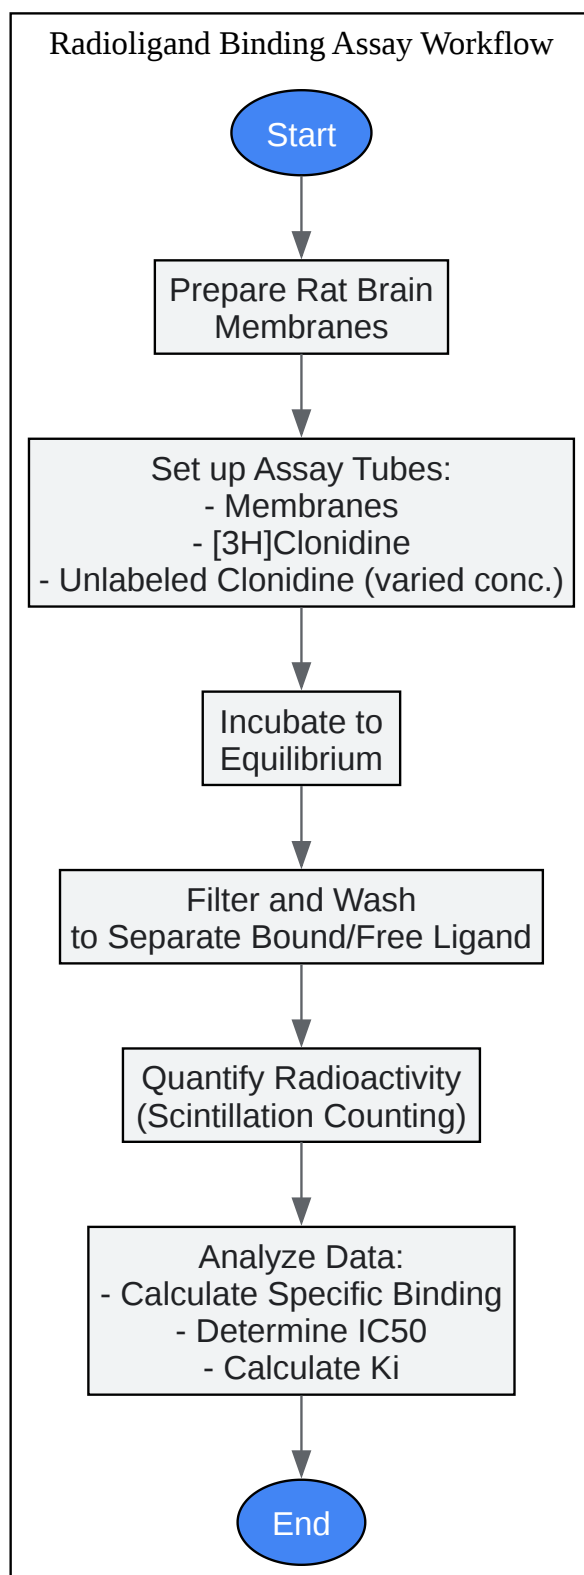 Radioligand Binding Assay Workflow
Start
Prepare Rat Brain
Membranes
Set up Assay Tubes:
- Membranes
- [3H]Clonidine
- Unlabeled Clonidine (varied conc.)
Incubate to
Equilibrium
Filter and Wash
to Separate Bound/Free Ligand
Quantify Radioactivity
(Scintillation Counting)
Analyze Data:
- Calculate Specific Binding
- Determine IC50
- Calculate Ki
End